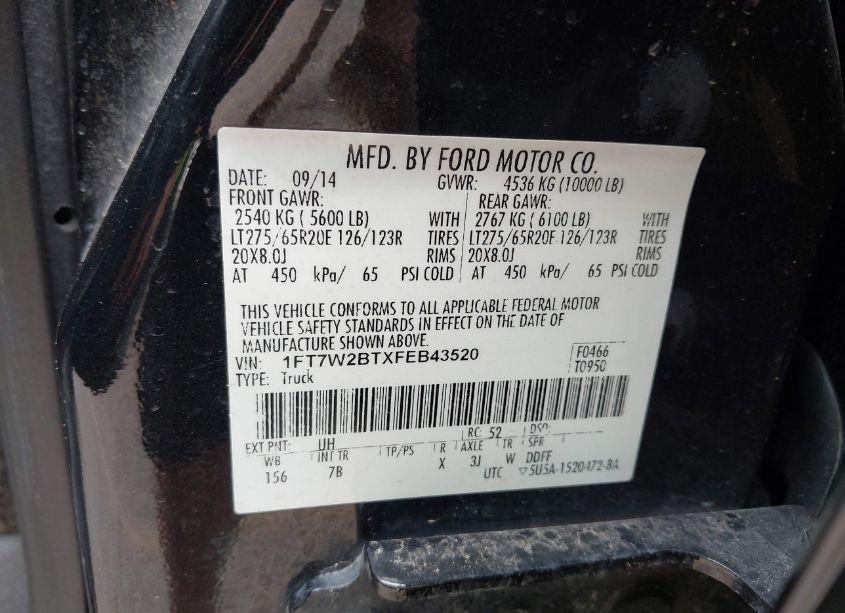 MFD. BY FORD MOTOR CO.
DATE: 09/14 GVWR: 4536 KG (10000 LB)
FRONT GAWR: REAR GAWR:
2540 KG ( 5600 LB) WITH 2767 KG ( 6100 LB) WITH
LT275/65R20E 126/123R TIRES LT275/65R20E 126/123R TIRES
20X8.0J RIMS 20X8.0J RIMS
AT 450 kPa/ 65 PSI COLD AT 450 kPa/ 65 PSI COLD
THIS VEHICLE CONFORMS TO ALL APPLICABLE FEDERAL MOTOR
VEHICLE SAFETY STANDARDS IN EFFECT ON THE DATE OF
MANUFACTURE SHOWN ABOVE.
VIN: 1FT7W2BTXFEB43520 F0466
TYPE: Truck T0950
EXT PNT: UH RC: 52 DSO:
WB INT TR TP/PS R AXLE TR SPR
156 7B X 3J W DDFF
UTC ▽5U5A-1520472-BA